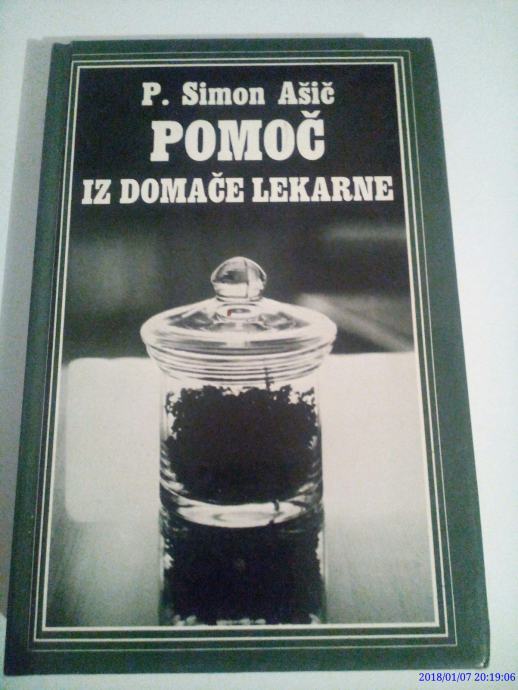 P. Simon Ašič
POMOČ
IZ DOMAČE LEKARNE
2018/01/07 20:19:06